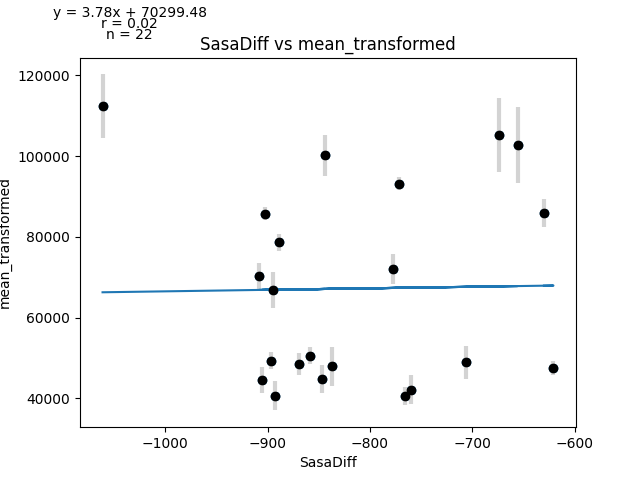 y = 3.78x + 70299.48
r = 0.02
n = 22
SasaDiff vs mean_transformed
120000
100000
80000
60000
40000
mean_transformed
−1000
−900
−800
−700
−600
SasaDiff